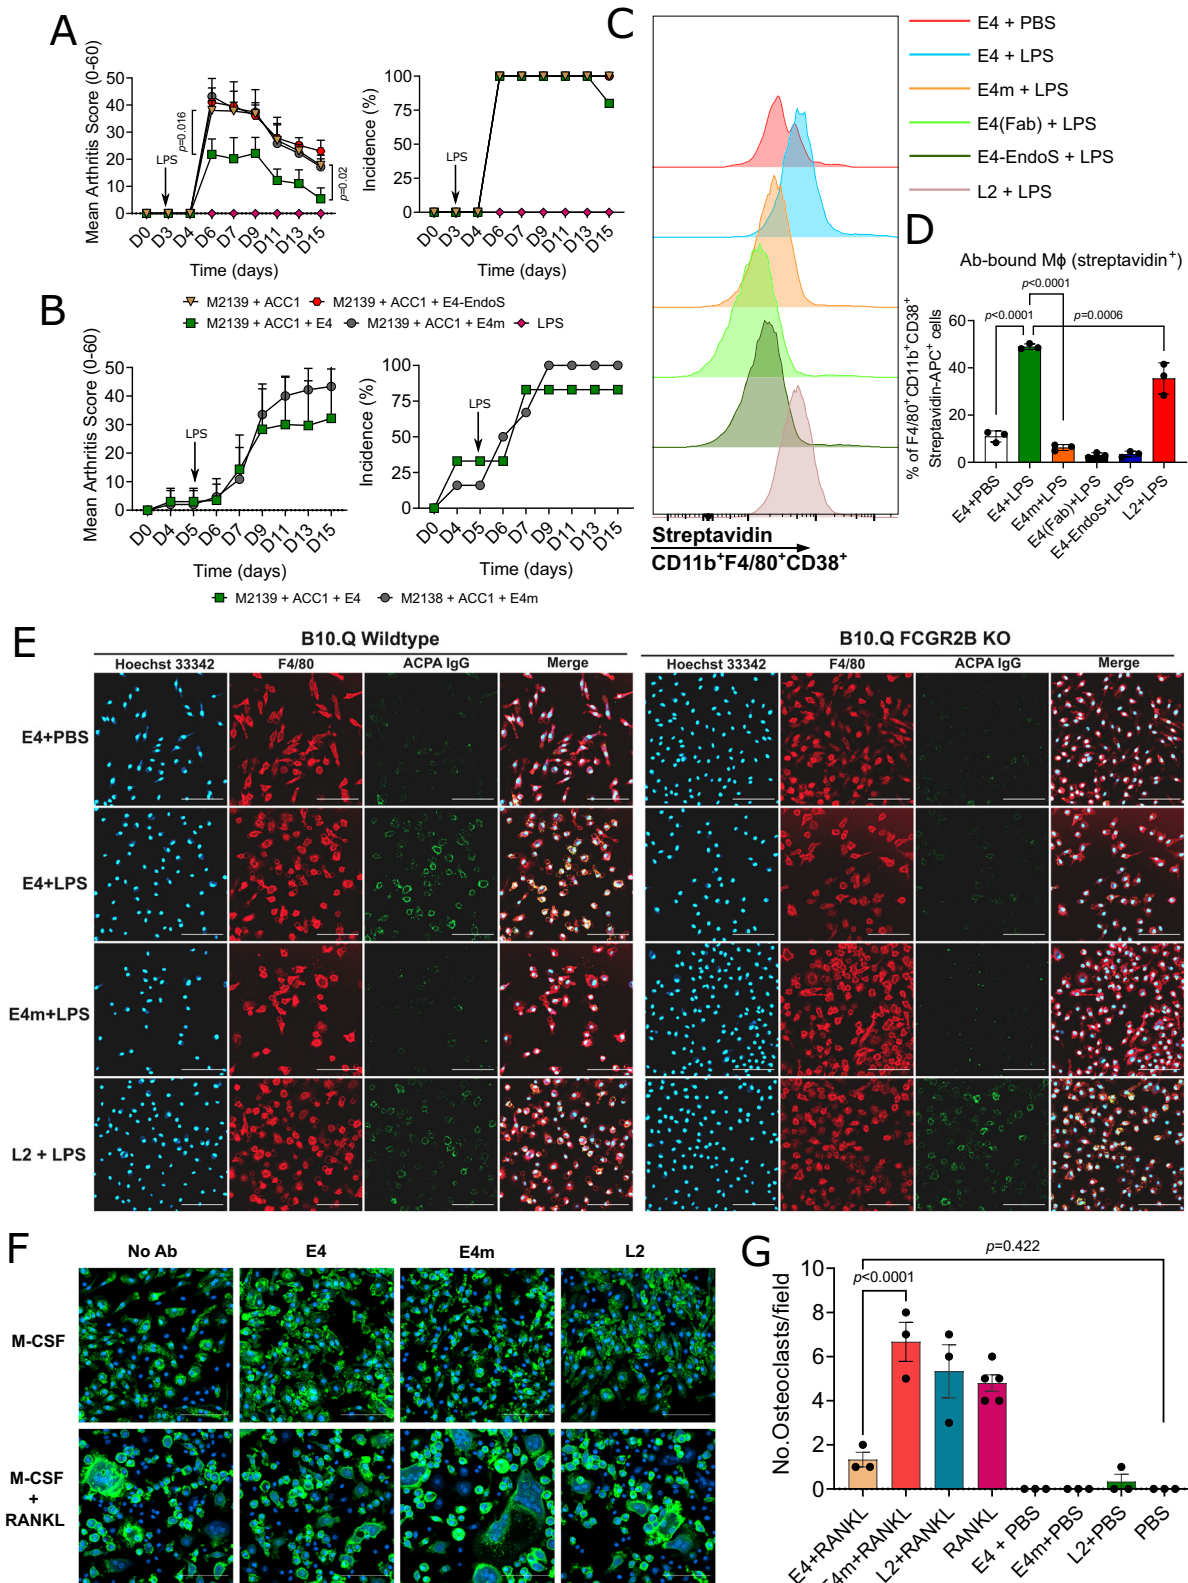 A
Mean Arthritis Score (0-60)
50
40
30
20
10
0
p=0.016
LPS
p=0.02
D0
D3
D4
D6
D7
D9
D11
D13
D15
Time (days)
Incidence (%)
100
75
50
25
0
LPS
D0
D3
D4
D6
D7
D9
D11
D13
D15
Time (days)
M2139 + ACC1
M2139 + ACC1 + E4-EndoS
M2139 + ACC1 + E4
M2139 + ACC1 + E4m
LPS
B
Mean Arthritis Score (0-60)
50
40
30
20
10
0
LPS
D0
D4
D5
D6
D7
D9
D11
D13
D15
Time (days)
Incidence (%)
100
75
50
25
0
LPS
D0
D4
D5
D6
D7
D9
D11
D13
D15
Time (days)
M2139 + ACC1 + E4
M2138 + ACC1 + E4m
C
E4 + PBS
E4 + LPS
E4m + LPS
E4(Fab) + LPS
E4-EndoS + LPS
L2 + LPS
Streptavidin
CD11b⁺F4/80⁺CD38⁺
D
Ab-bound Mϕ (streptavidin⁺)
p<0.0001
p<0.0001
p=0.0006
% of F4/80⁺CD11b⁺CD38⁺
Streptavidin-APC⁺ cells
60
40
20
0
E4+PBS
E4+LPS
E4m+LPS
E4(Fab)+LPS
E4-EndoS+LPS
L2+LPS
E
B10.Q Wildtype
B10.Q FCGR2B KO
Hoechst 33342 F4/80 ACPA IgG Merge
Hoechst 33342 F4/80 ACPA IgG Merge
E4+PBS
E4+LPS
E4m+LPS
L2 + LPS
F
No Ab E4 E4m L2
M-CSF
M-CSF
+
RANKL
G
p=0.422
p<0.0001
No.Osteoclasts/field
10
8
6
4
2
0
E4+RANKL
E4m+RANKL
L2+RANKL
RANKL
E4 + PBS
E4m+PBS
L2+PBS
PBS